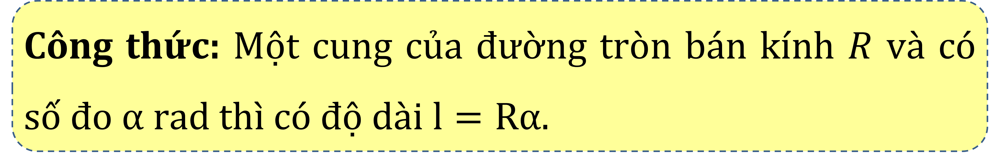 Công thức: Một cung của đường tròn bán kính R và có
số đo α rad thì có độ dài l = Rα.